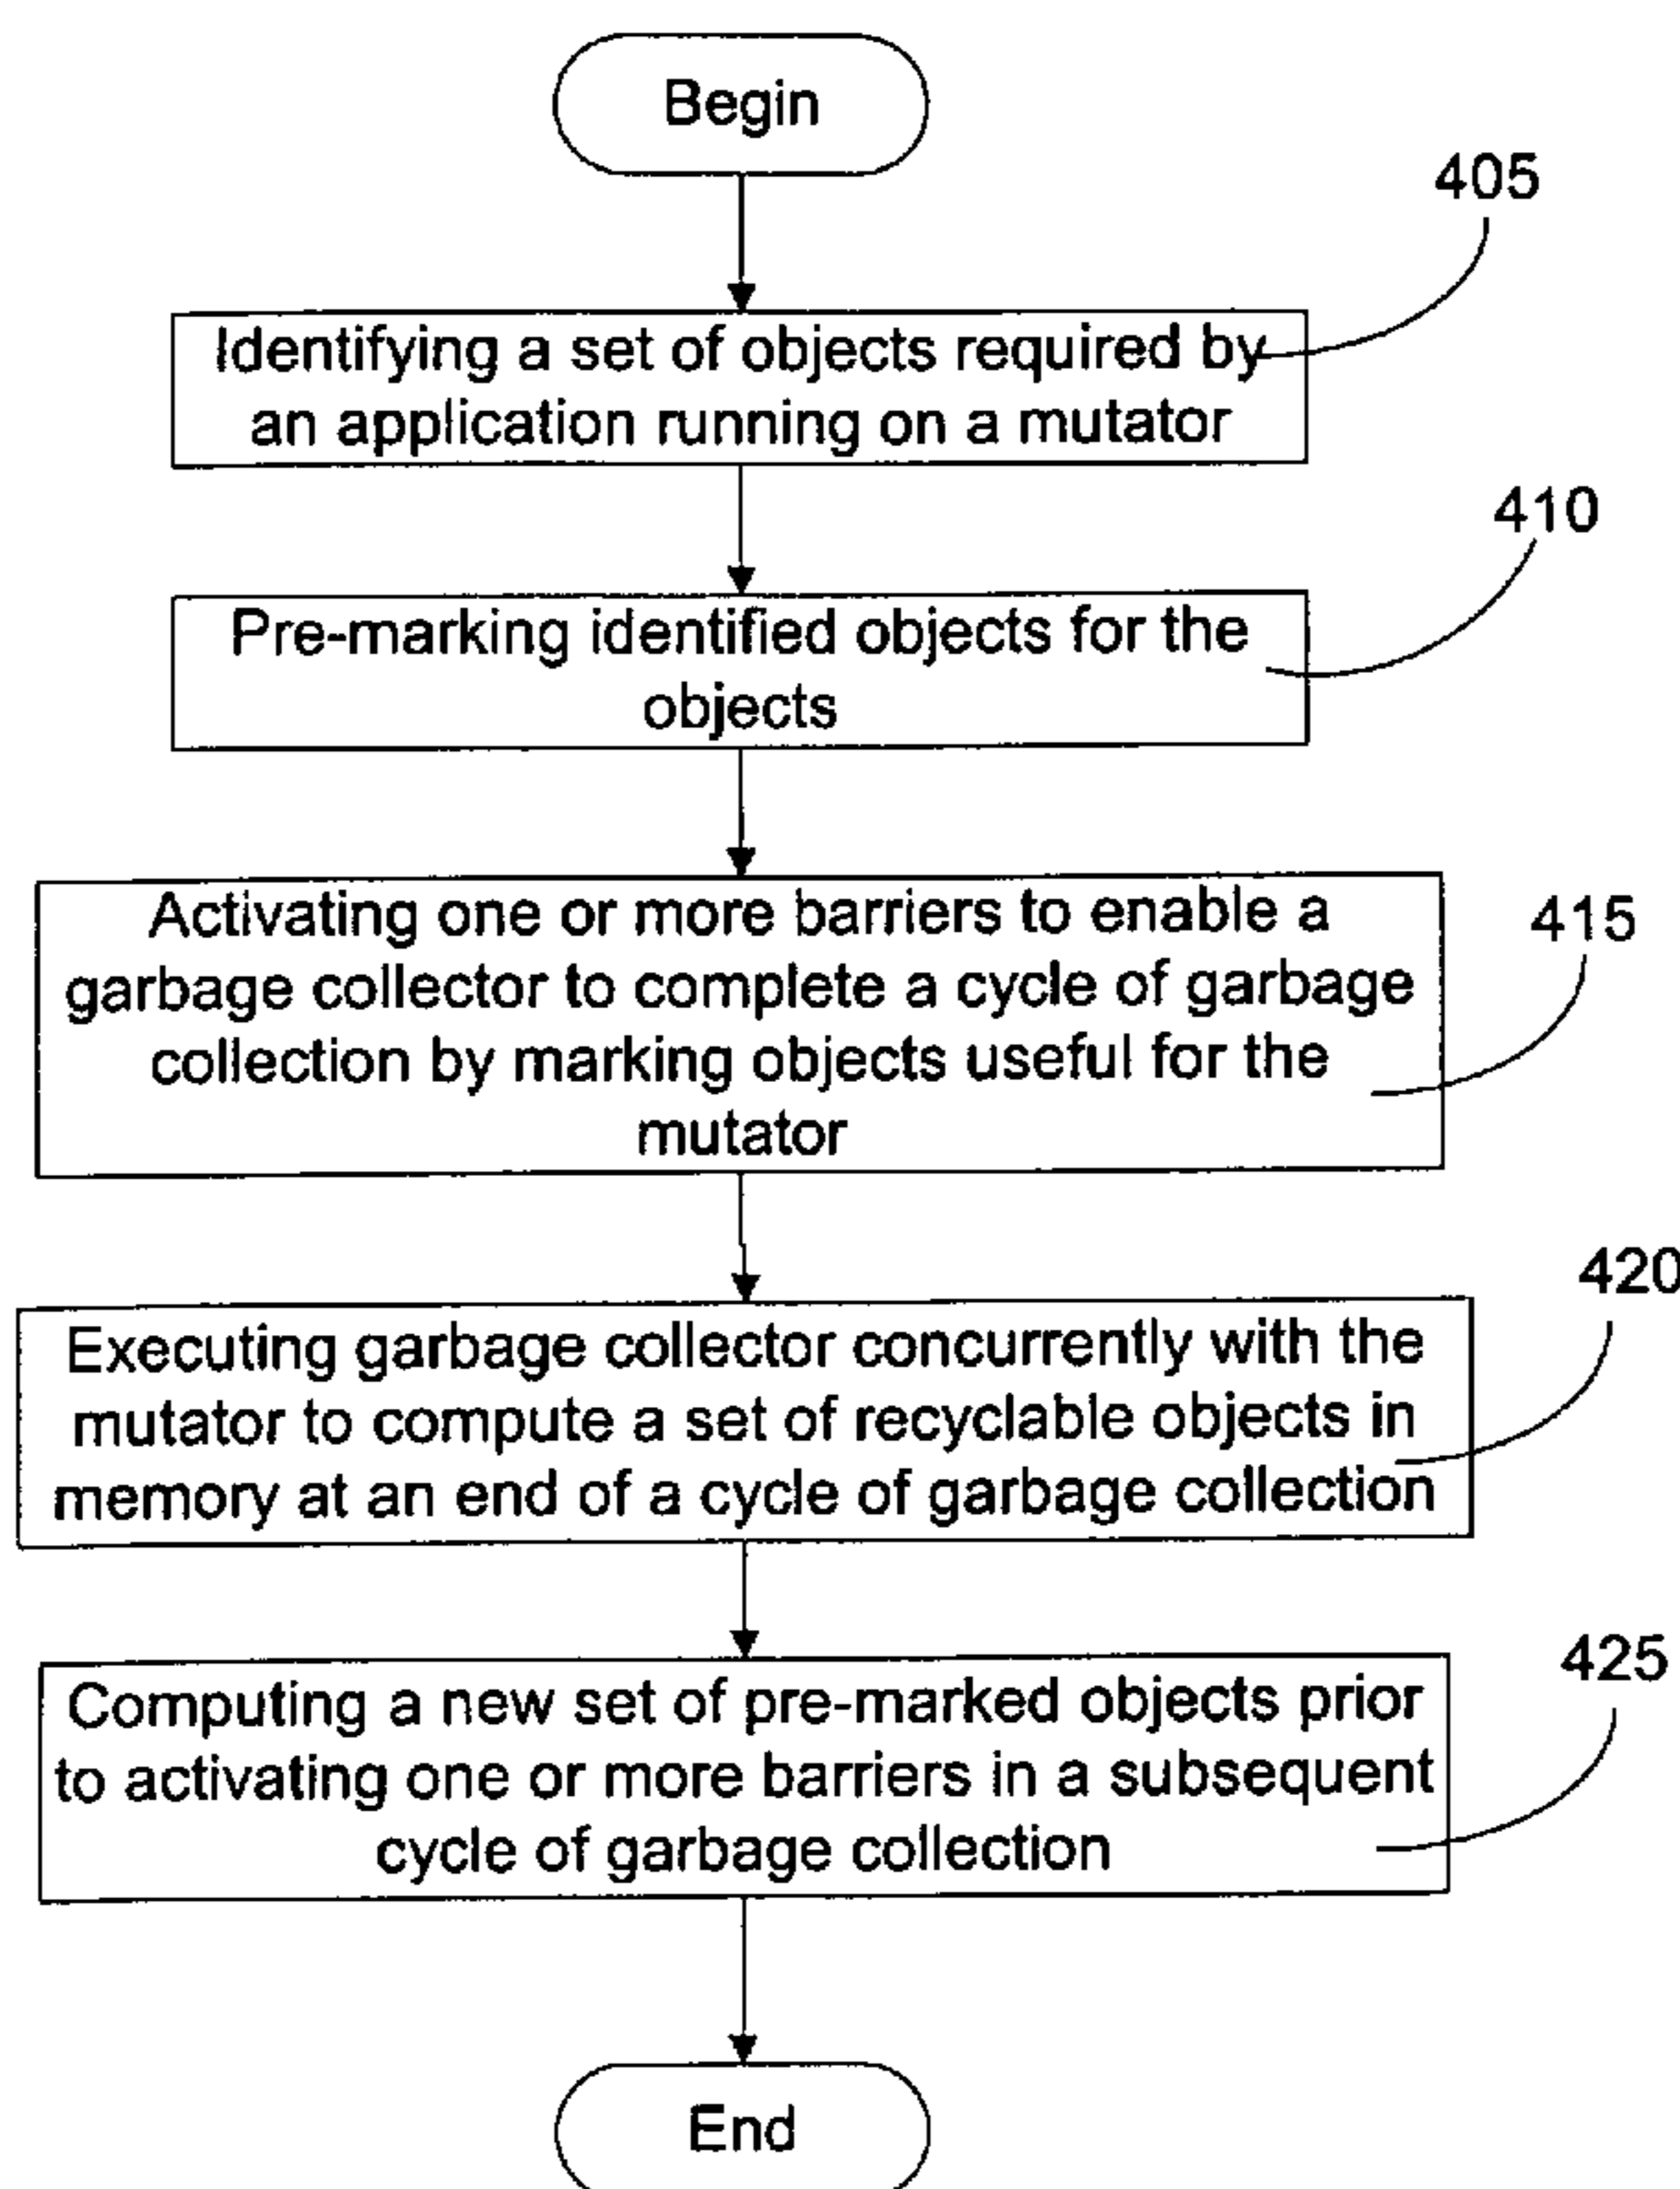 Begin
405
Identifying a set of objects required by
an application running on a mutator
410
Pre-marking identified objects for the
objects
Activating one or more barriers to enable a
415
garbage collector to complete a cycle of garbage
collection by marking objects useful for the
mutator
420
Executing garbage collector concurrently with the
mutator to compute a set of recyclable objects in
memory at an end of a cycle of garbage collection
425
Computing a new set of pre-marked objects prior
to activating one or more barriers in a subsequent
cycle of garbage collection
End